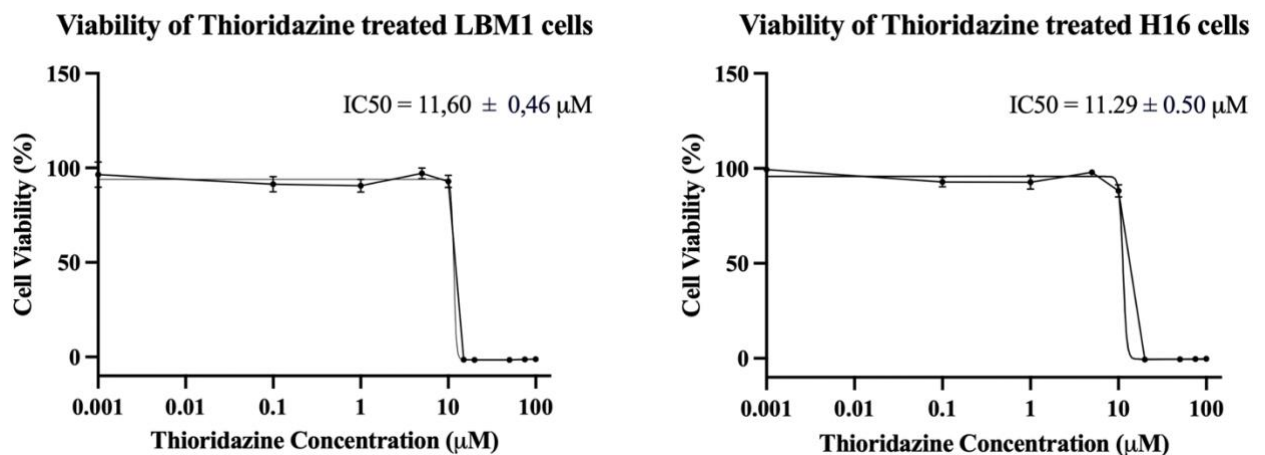 Viability of Thioridazine treated LBM1 cells
IC50 = 11,60 ± 0,46 μM
Cell Viability (%)
150
100
50
0
0.001 0.01 0.1 1 10 100
Thioridazine Concentration (μM)
Viability of Thioridazine treated H16 cells
IC50 = 11.29 ± 0.50 μM
Cell Viability (%)
150
100
50
0
0.001 0.01 0.1 1 10 100
Thioridazine Concentration (μM)